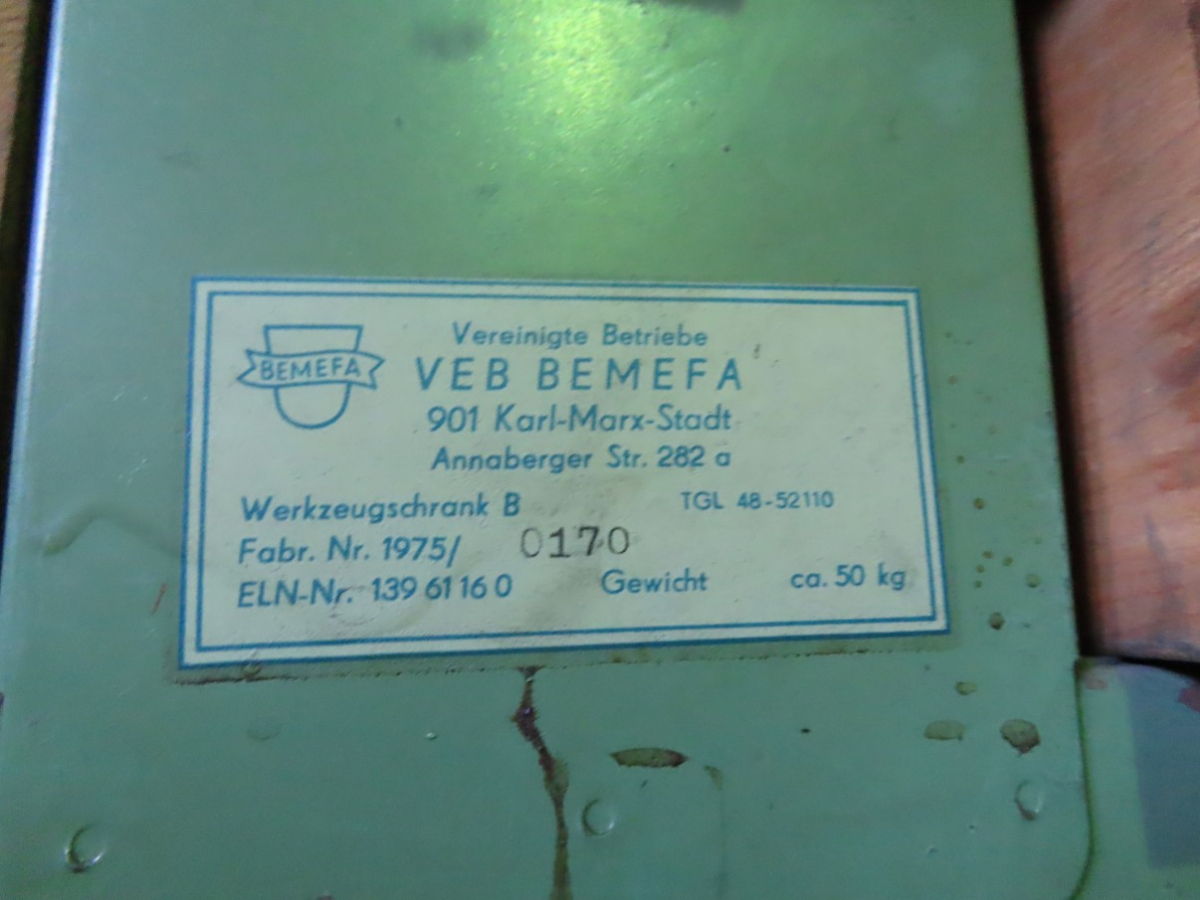 BEMEFA
Vereinigte Betriebe
VEB BEMEFA
901 Karl-Marx-Stadt
Annaberger Str. 282 a
Werkzeugschrank B TGL 48-52110
Fabr. Nr. 1975/ 0170
ELN-Nr. 139 61 16 0 Gewicht ca. 50 kg